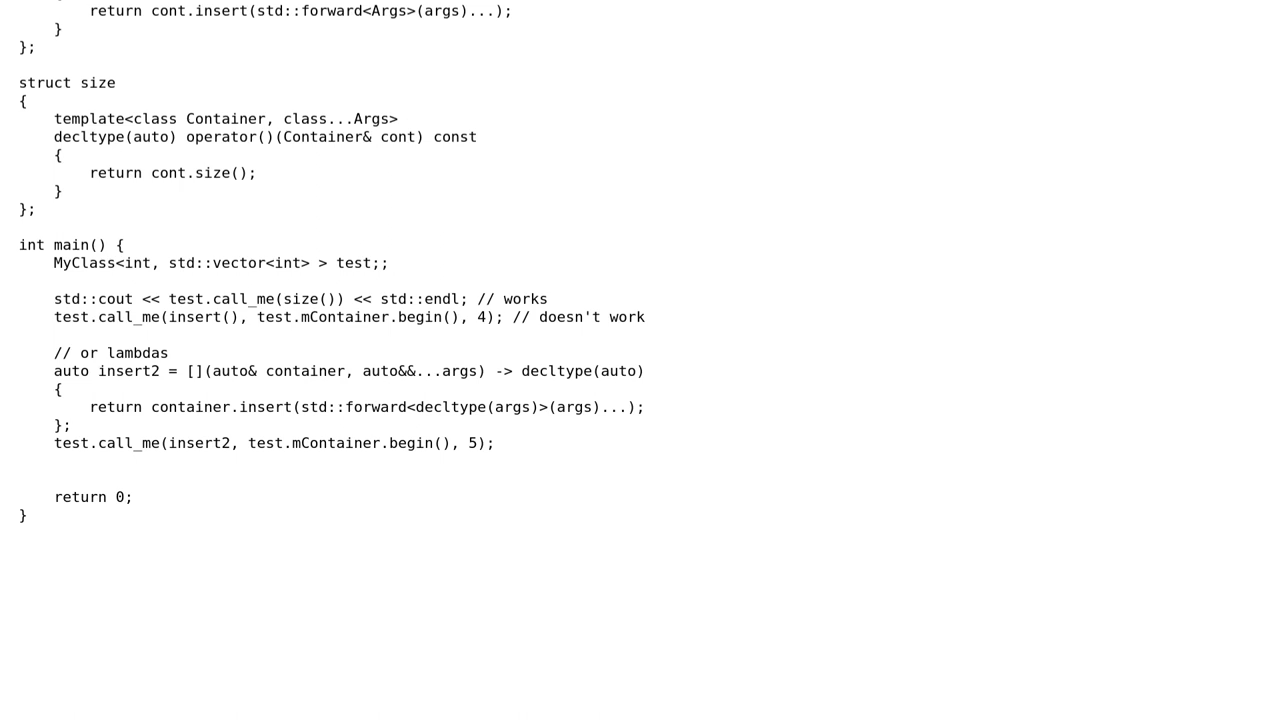 return cont.insert(std::forward<Args>(args)...);
    }
};

struct size
{
    template<class Container, class...Args>
    decltype(auto) operator()(Container& cont) const
    {
        return cont.size();
    }
};

int main() {
    MyClass<int, std::vector<int> > test;;

    std::cout << test.call_me(size()) << std::endl; // works
    test.call_me(insert(), test.mContainer.begin(), 4); // doesn't work

    // or lambdas
    auto insert2 = [](auto& container, auto&&...args) -> decltype(auto)
    {
        return container.insert(std::forward<decltype(args)>(args)...);
    };
    test.call_me(insert2, test.mContainer.begin(), 5);


    return 0;
}